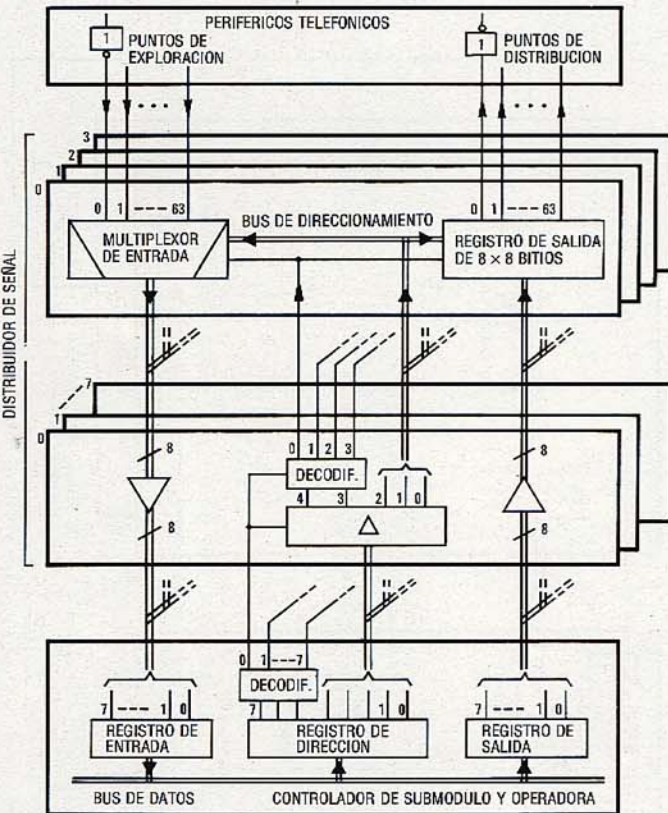 PERIFERICOS TELEFONICOS
1 PUNTOS DE EXPLORACION
1 PUNTOS DE DISTRIBUCION
DISTRIBUIDOR DE SEÑAL
3
2
1
0
0 1 ---- 63
0 1 ---- 63
BUS DE DIRECCIONAMIENTO
MULTIPLEXOR
DE ENTRADA
REGISTRO DE SALIDA
DE 8 × 8 BITIOS
7
1
0
8
8
0 1 2 3
DECODIF.
4 3 2 1 0
Δ
8
8
0 1 ---7
DECODIF.
7 ---- 1 0
REGISTRO DE
ENTRADA
7 1 0
REGISTRO DE
DIRECCION
7 ---- 1 0
REGISTRO DE
SALIDA
BUS DE DATOS
CONTROLADOR DE SUBMODULO Y OPERADORA